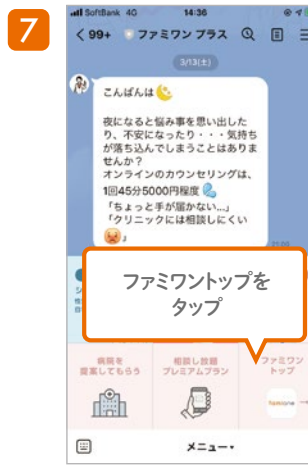 7
SoftBank 4G 14:36
< 99+ ファミワン プラス
3/13(土)
こんばんは
夜になると悩み事を思い出した
り、不安になったり・・・気持ち
が落ち込んでしまうことはありま
せんか?
オンラインのカウンセリングは、
1回45分5000円程度
「ちょっと手が届かない...」
「クリニックには相談しにくい
」
21:00
ファミワントップを
タップ
病院を
提案してもらう
相談し放題
プレミアムプラン
ファミワン
トップ
famione
メニュー▾